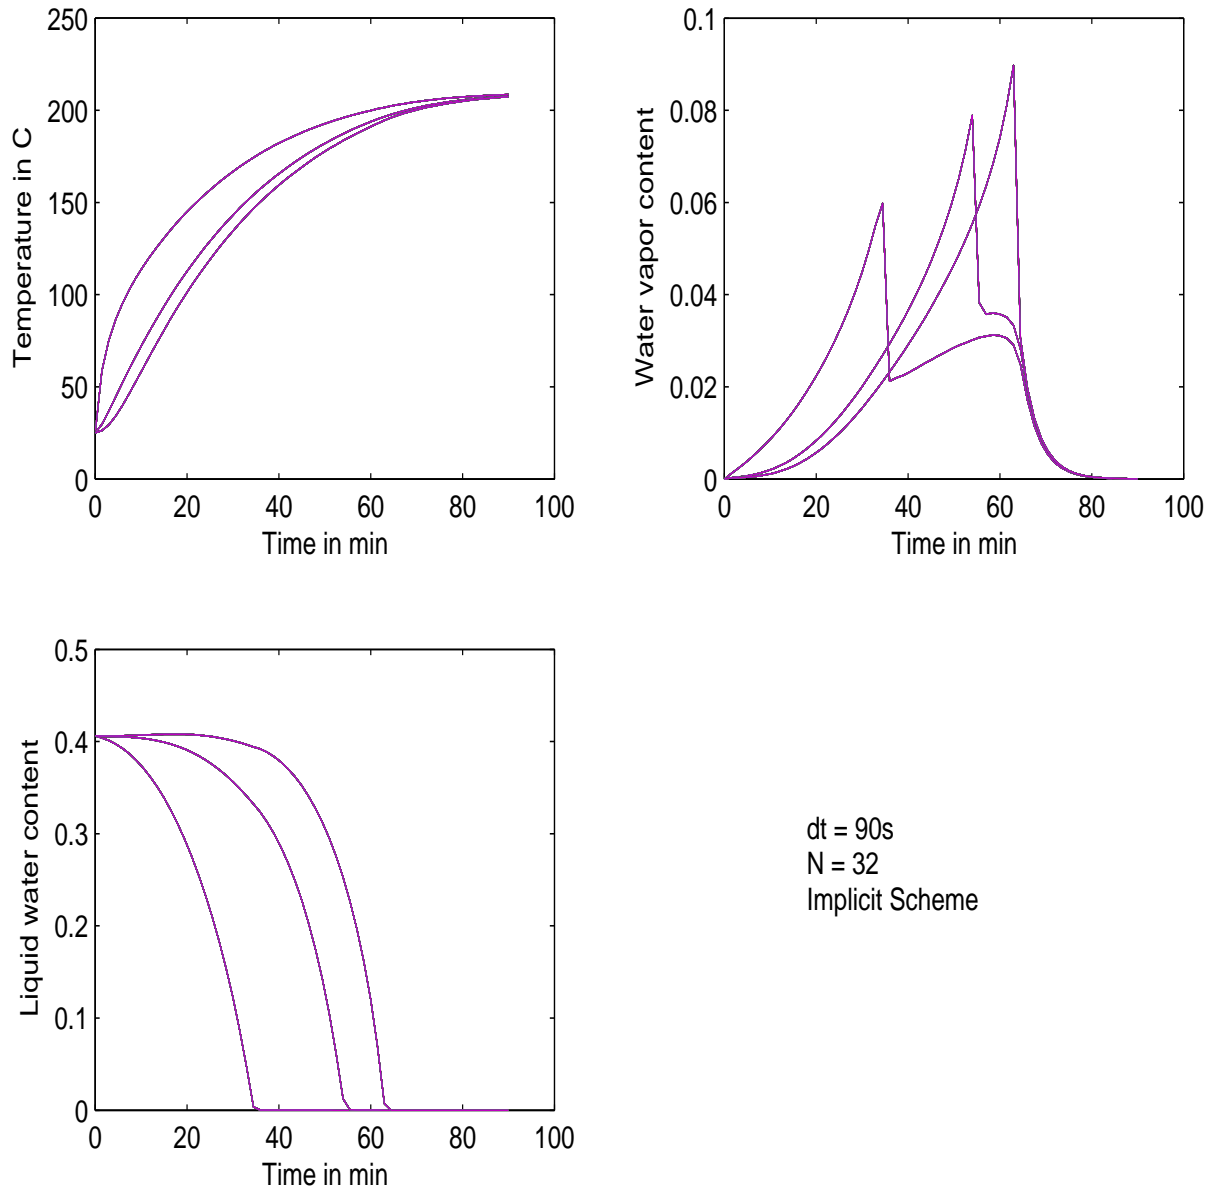 250
200
150
100
50
0
0 20 40 60 80 100
Time in min
Temperature in C
0.1
0.08
0.06
0.04
0.02
0
0 20 40 60 80 100
Time in min
Water vapor content
0.5
0.4
0.3
0.2
0.1
0
0 20 40 60 80 100
Time in min
Liquid water content
dt = 90s
N = 32
Implicit Scheme